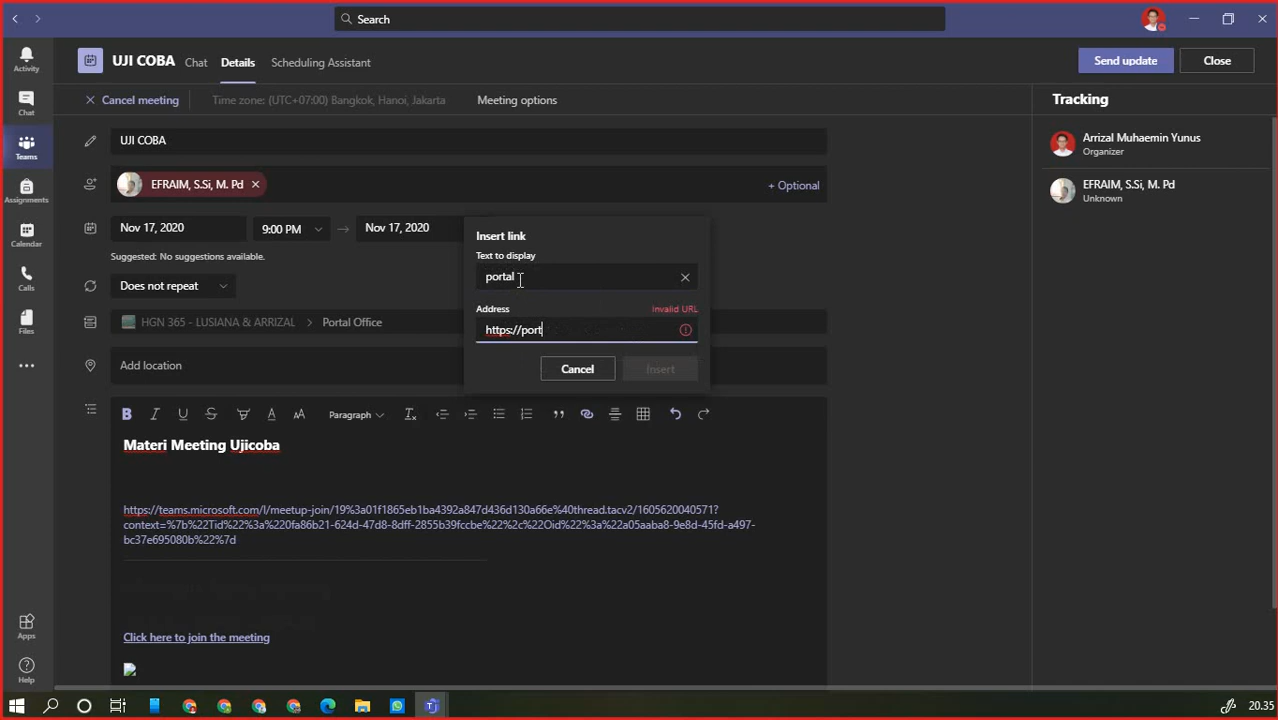 Search
UJI COBA Chat Details Scheduling Assistant
Send update Close
Activity
Chat
Teams
Assignments
Calendar
Calls
Files
Apps
Help
Cancel meeting Time zone: (UTC+07:00) Bangkok, Hanoi, Jakarta Meeting options
UJI COBA
EFRAIM, S.Si, M. Pd
+ Optional
Nov 17, 2020 9:00 PM Nov 17, 2020
Suggested: No suggestions available.
Does not repeat
HGN 365 - LUSIANA & ARRIZAL Portal Office
Add location
Insert link
Text to display
portal
Address Invalid URL
https://port
Cancel Insert
Paragraph
Materi Meeting Ujicoba
https://teams.microsoft.com/l/meetup-join/19%3a01f1865eb1ba4392a847d436d130a66e%40thread.tacv2/1605620040571?
context=%7b%22Tid%22%3a%220fa86b21-624d-47d8-8dff-2855b39fccbe%22%2c%22Oid%22%3a%22a05aaba8-9e8d-45fd-a497-
bc37e695080b%22%7d
Click here to join the meeting
Tracking
Arrizal Muhaemin Yunus
Organizer
EFRAIM, S.Si, M. Pd
Unknown
20.35